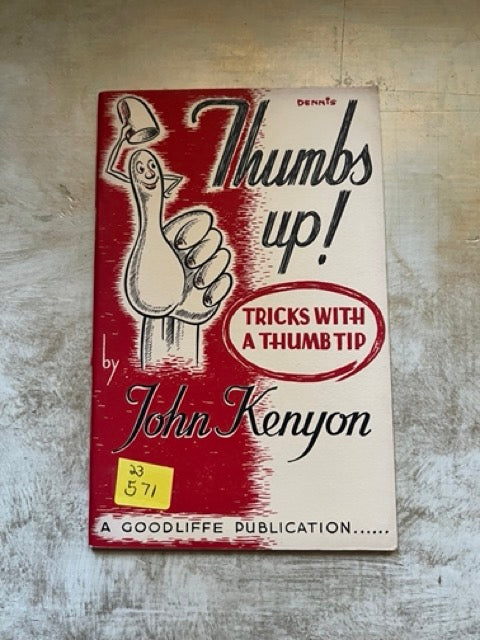 DENNIS
Thumbs
up!
TRICKS WITH
A THUMB TIP
by
John Kenyon
23
571
A GOODLIFFE PUBLICATION......